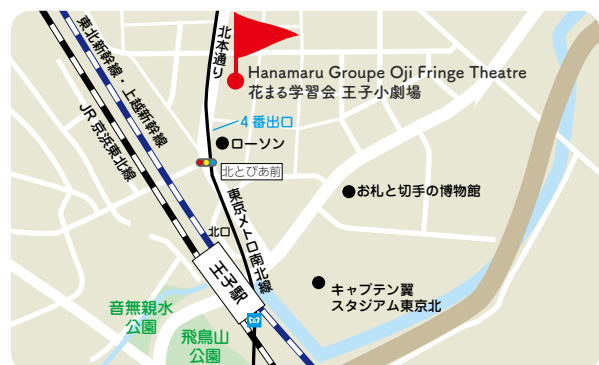 東北新幹線・上越新幹線
JR 京浜東北線
北本通り
Hanamaru Groupe Oji Fringe Theatre
花まる学習会 王子小劇場
4番出口
ローソン
北とぴあ前
東京メトロ南北線
お札と切手の博物館
北口
王子駅
キャプテン翼
スタジアム東京北
音無親水
公園
飛鳥山
公園